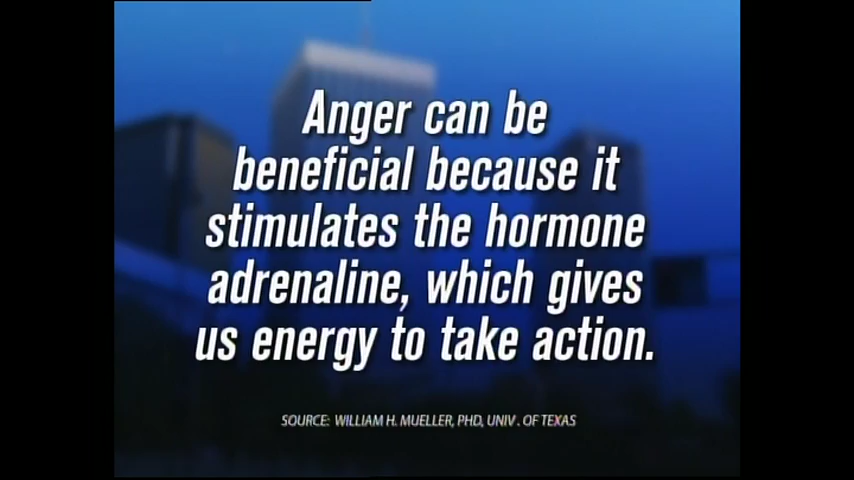 Anger can be
beneficial because it
stimulates the hormone
adrenaline, which gives
us energy to take action.
SOURCE: WILLIAM H. MUELLER, PHD, UNIV. OF TEXAS